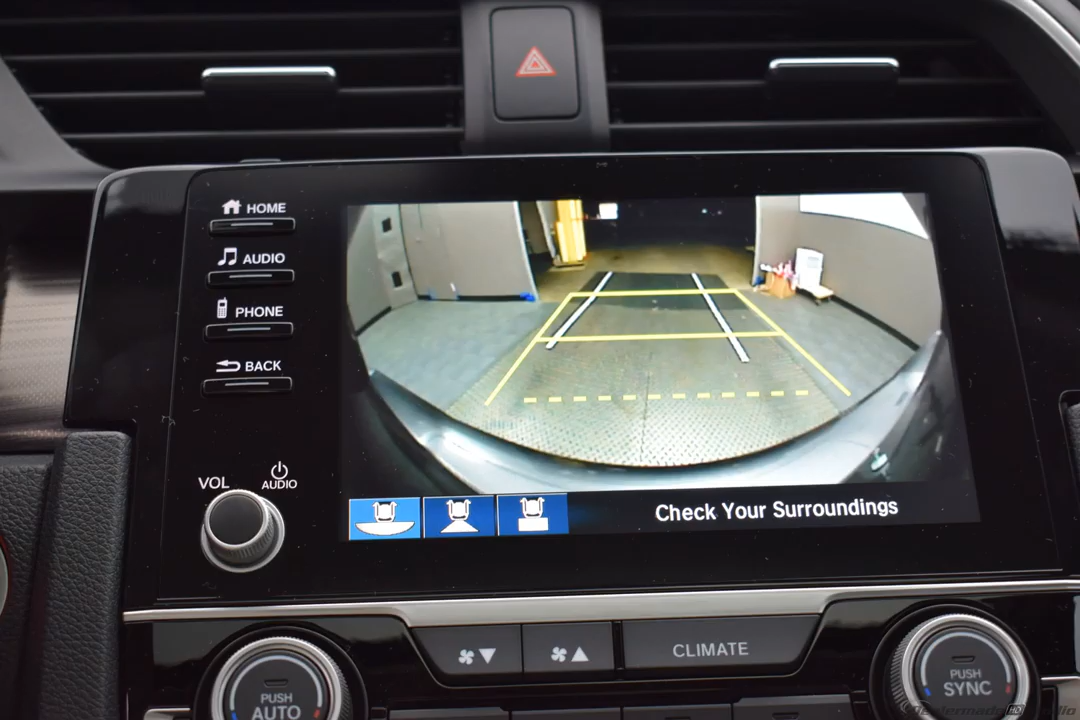 HOME
AUDIO
PHONE
BACK
VOL
AUDIO
Check Your Surroundings
CLIMATE
PUSH
AUTO
PUSH
SYNC